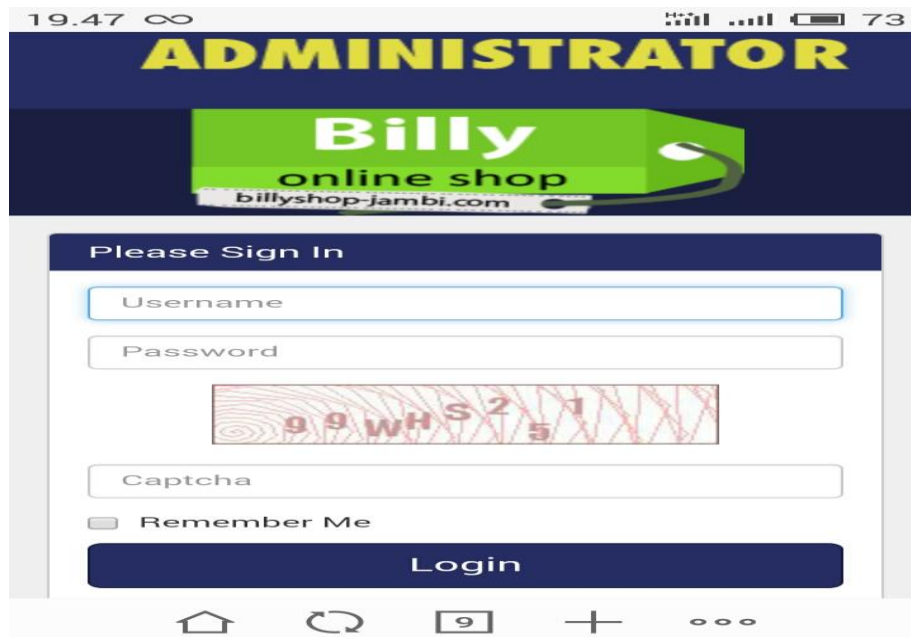 19.47 H+ 73
ADMINISTRATOR
Billy
online shop
billyshop-jambi.com
Please Sign In
Username
Password
99WHS251
Captcha
Remember Me
Login
9